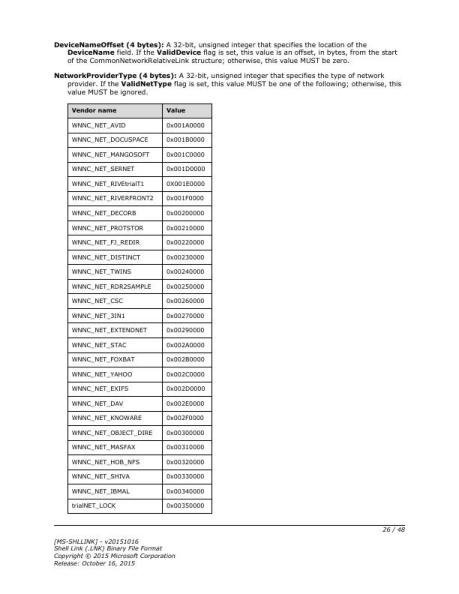 DeviceNameOffset (4 bytes): A 32-bit, unsigned integer that specifies the location of the
DeviceName field. If the ValidDevice flag is set, this value is an offset, in bytes, from the start
of the CommonNetworkRelativeLink structure; otherwise, this value MUST be zero.
NetworkProviderType (4 bytes): A 32-bit, unsigned integer that specifies the type of network
provider. If the ValidNetType flag is set, this value MUST be one of the following; otherwise, this
value MUST be ignored.
Vendor name Value
WNNC_NET_AVID 0x001A0000
WNNC_NET_DOCUSPACE 0x001B0000
WNNC_NET_MANGOSOFT 0x001C0000
WNNC_NET_SERNET 0x001D0000
WNNC_NET_RIVEtrialT1 0X001E0000
WNNC_NET_RIVERFRONT2 0x001F0000
WNNC_NET_DECORB 0x00200000
WNNC_NET_PROTSTOR 0x00210000
WNNC_NET_FJ_REDIR 0x00220000
WNNC_NET_DISTINCT 0x00230000
WNNC_NET_TWINS 0x00240000
WNNC_NET_RDR2SAMPLE 0x00250000
WNNC_NET_CSC 0x00260000
WNNC_NET_3IN1 0x00270000
WNNC_NET_EXTENDNET 0x00290000
WNNC_NET_STAC 0x002A0000
WNNC_NET_FOXBAT 0x002B0000
WNNC_NET_YAHOO 0x002C0000
WNNC_NET_EXIFS 0x002D0000
WNNC_NET_DAV 0x002E0000
WNNC_NET_KNOWARE 0x002F0000
WNNC_NET_OBJECT_DIRE 0x00300000
WNNC_NET_MASFAX 0x00310000
WNNC_NET_HOB_NFS 0x00320000
WNNC_NET_SHIVA 0x00330000
WNNC_NET_IBMAL 0x00340000
trialNET_LOCK 0x00350000
26 / 48
[MS-SHLLINK] - v20151016
Shell Link (.LNK) Binary File Format
Copyright © 2015 Microsoft Corporation
Release: October 16, 2015